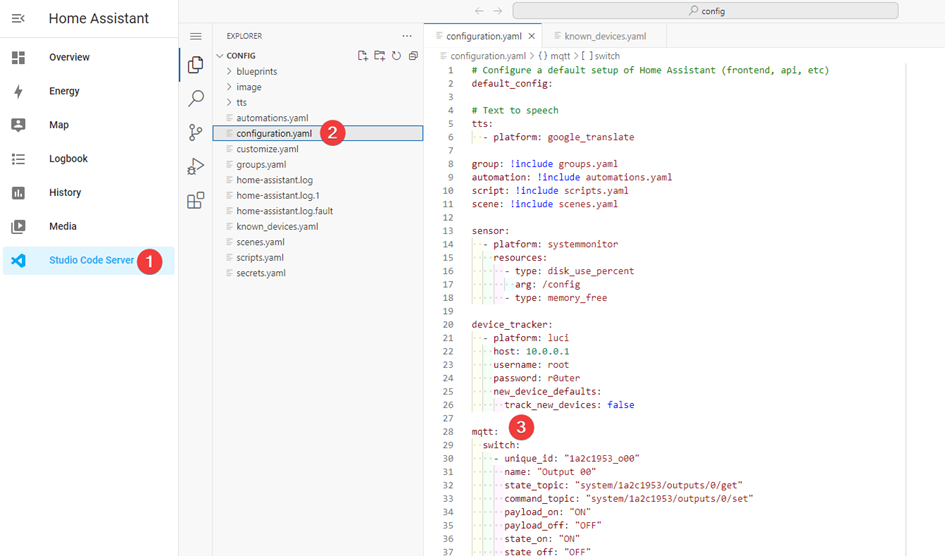 Home Assistant
Overview
Energy
Map
Logbook
History
Media
Studio Code Server 1
EXPLORER ...
CONFIG
blueprints
image
tts
automations.yaml
configuration.yaml 2
customize.yaml
groups.yaml
home-assistant.log
home-assistant.log.1
home-assistant.log.fault
known_devices.yaml
scenes.yaml
scripts.yaml
secrets.yaml
config
configuration.yaml known_devices.yaml
configuration.yaml > {} mqtt > [ ] switch
1 # Configure a default setup of Home Assistant (frontend, api, etc)
2 default_config:
3
4 # Text to speech
5 tts:
6 - platform: google_translate
7
8 group: !include groups.yaml
9 automation: !include automations.yaml
10 script: !include scripts.yaml
11 scene: !include scenes.yaml
12
13 sensor:
14 - platform: systemmonitor
15 resources:
16 - type: disk_use_percent
17 arg: /config
18 - type: memory_free
19
20 device_tracker:
21 - platform: luci
22 host: 10.0.0.1
23 username: root
24 password: r0uter
25 new_device_defaults:
26 track_new_devices: false
27
28 mqtt: 3
29 switch:
30 - unique_id: "1a2c1953_o00"
31 name: "Output 00"
32 state_topic: "system/1a2c1953/outputs/0/get"
33 command_topic: "system/1a2c1953/outputs/0/set"
34 payload_on: "ON"
35 payload_off: "OFF"
36 state_on: "ON"
37 state_off: "OFF"